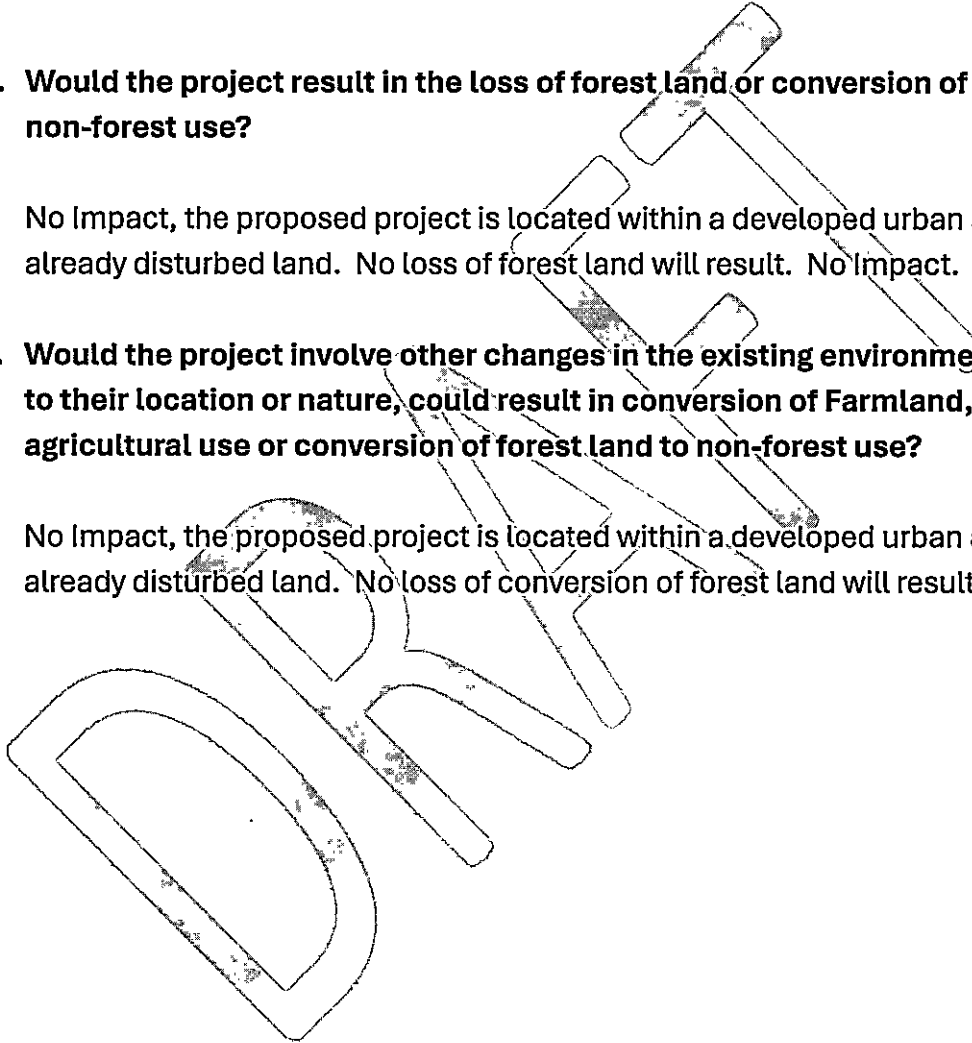 . Would the project result in the loss of forest land or conversion of
non-forest use?
No Impact, the proposed project is located within a developed urban
already disturbed land. No loss of forest land will result. No Impact.
. Would the project involve other changes in the existing environme
to their location or nature, could result in conversion of Farmland,
agricultural use or conversion of forest land to non-forest use?
No Impact, the proposed project is located within a developed urban a
already disturbed land. No loss of conversion of forest land will result
DRAFT